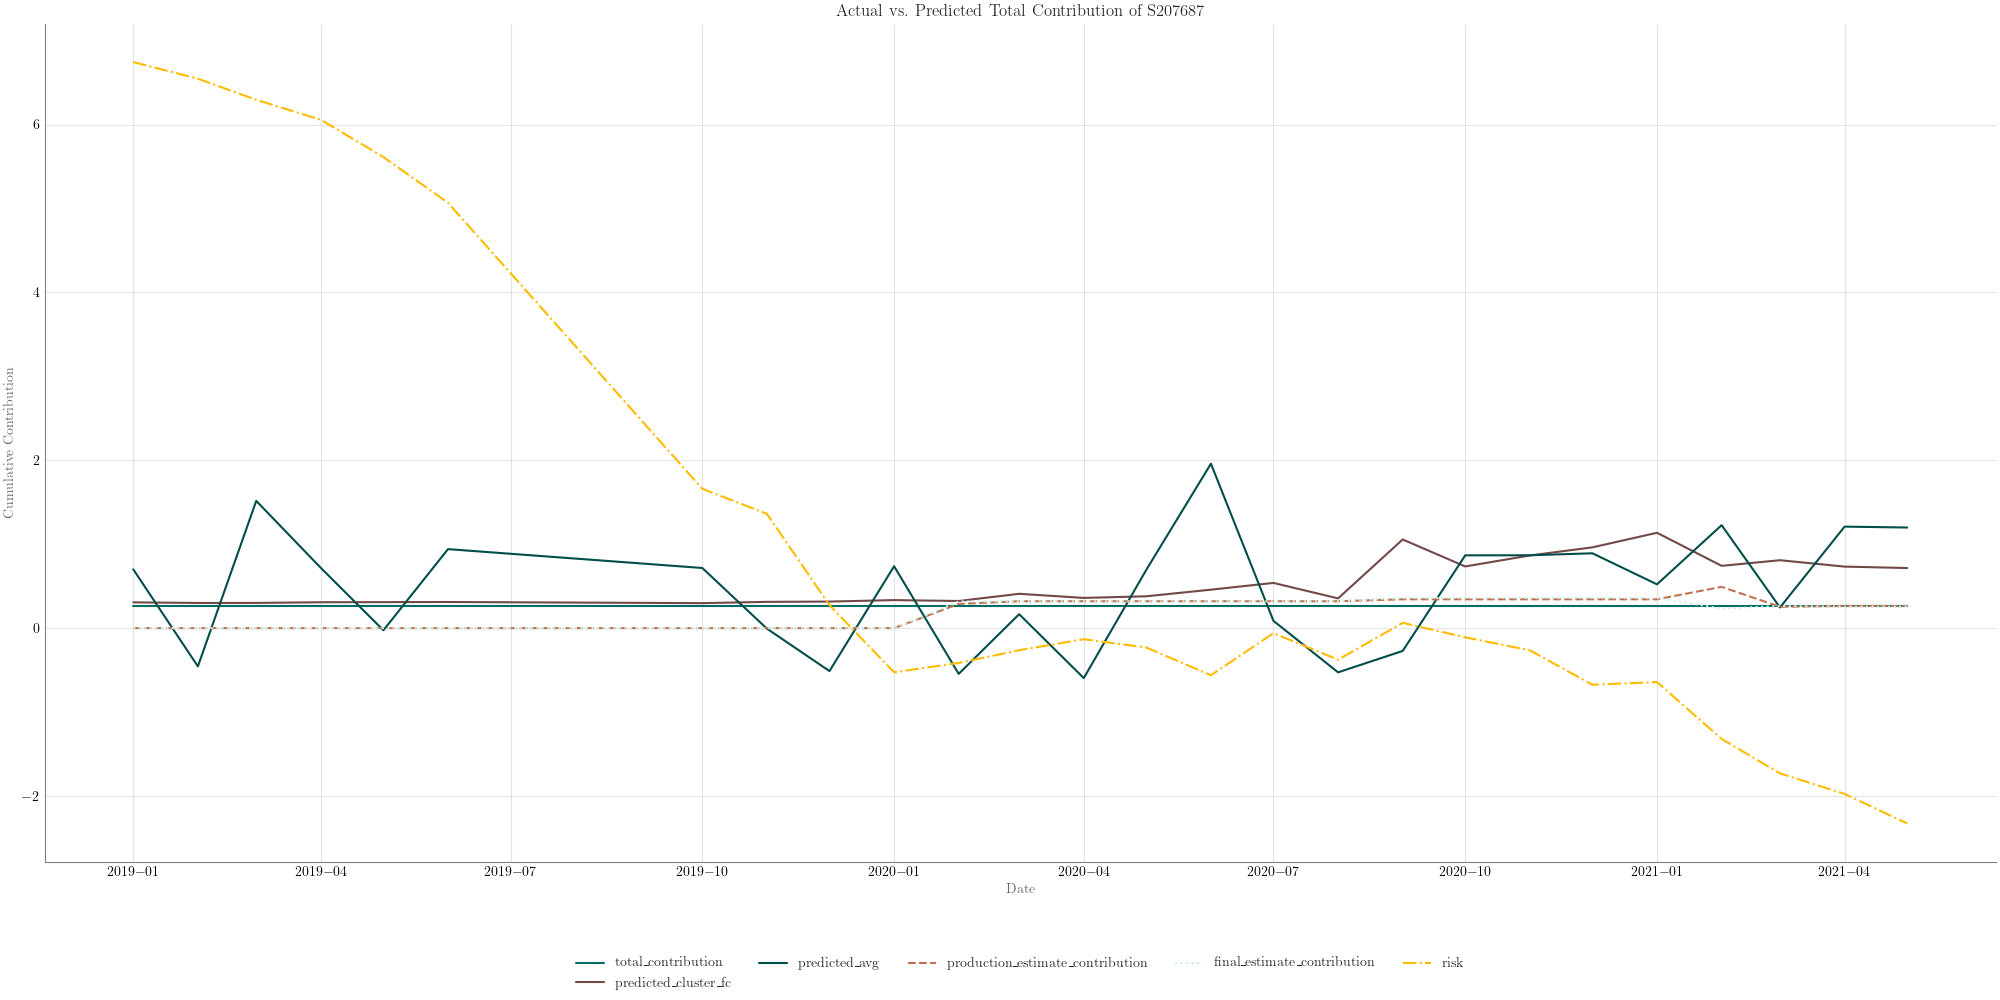 Actual vs. Predicted Total Contribution of S207687
Cumulative Contribution
6
4
2
0
−2
2019−01 2019−04 2019−07 2019−10 2020−01 2020−04 2020−07 2020−10 2021−01 2021−04
Date
total_contribution predicted_avg production_estimate_contribution final_estimate_contribution risk
predicted_cluster_fc